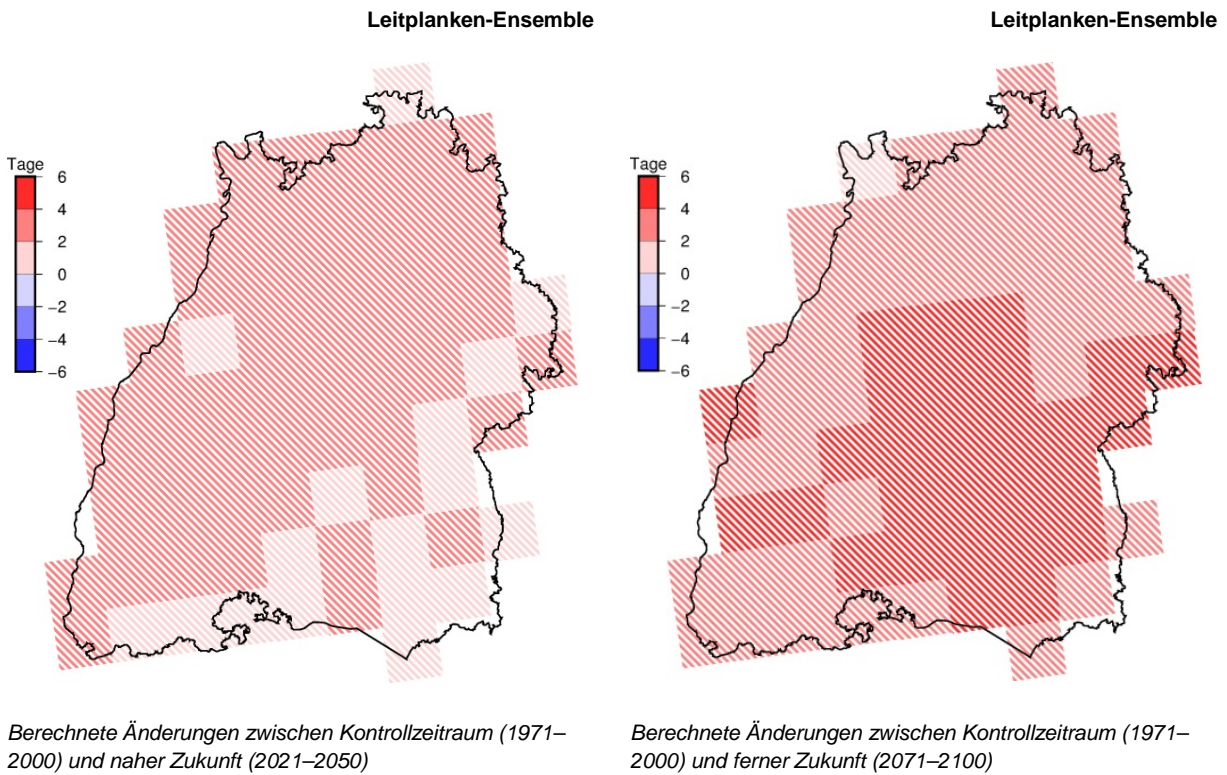 Leitplanken-Ensemble
Tage
6
4
2
0
−2
−4
−6
Berechnete Änderungen zwischen Kontrollzeitraum (1971–
2000) und naher Zukunft (2021–2050)
Leitplanken-Ensemble
Tage
6
4
2
0
−2
−4
−6
Berechnete Änderungen zwischen Kontrollzeitraum (1971–
2000) und ferner Zukunft (2071–2100)